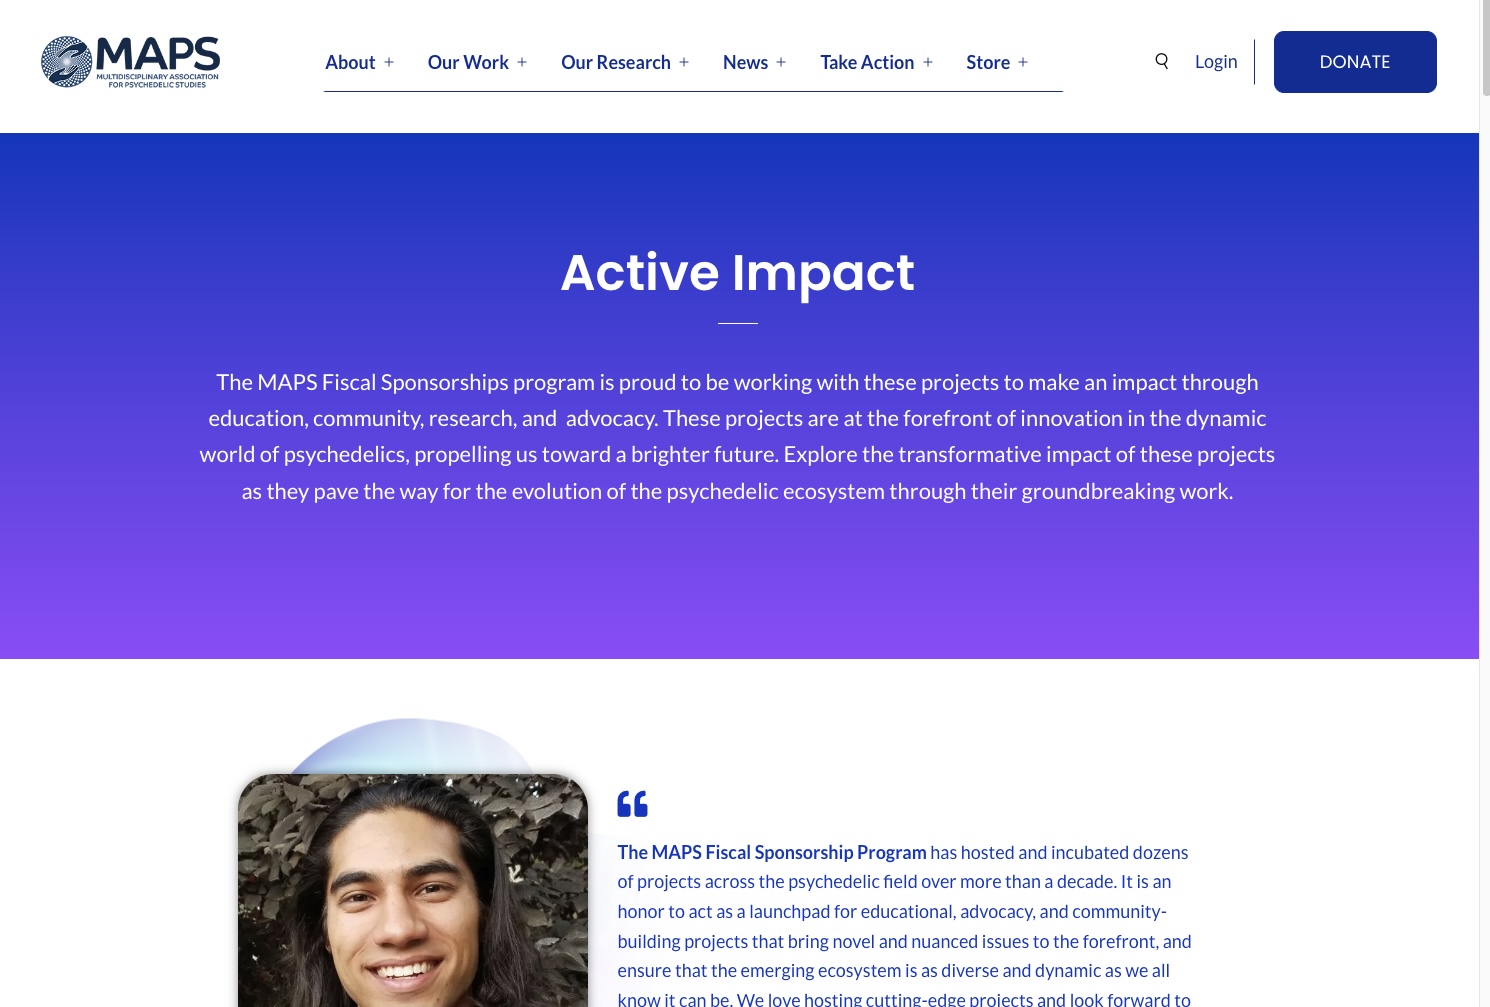 MAPS
MULTIDISCIPLINARY ASSOCIATION
FOR PSYCHEDELIC STUDIES
About + Our Work + Our Research + News + Take Action + Store +
Login
DONATE
Active Impact
The MAPS Fiscal Sponsorships program is proud to be working with these projects to make an impact through
education, community, research, and  advocacy. These projects are at the forefront of innovation in the dynamic
world of psychedelics, propelling us toward a brighter future. Explore the transformative impact of these projects
as they pave the way for the evolution of the psychedelic ecosystem through their groundbreaking work.
“
The MAPS Fiscal Sponsorship Program has hosted and incubated dozens
of projects across the psychedelic field over more than a decade. It is an
honor to act as a launchpad for educational, advocacy, and community-
building projects that bring novel and nuanced issues to the forefront, and
ensure that the emerging ecosystem is as diverse and dynamic as we all
know it can be. We love hosting cutting-edge projects and look forward to